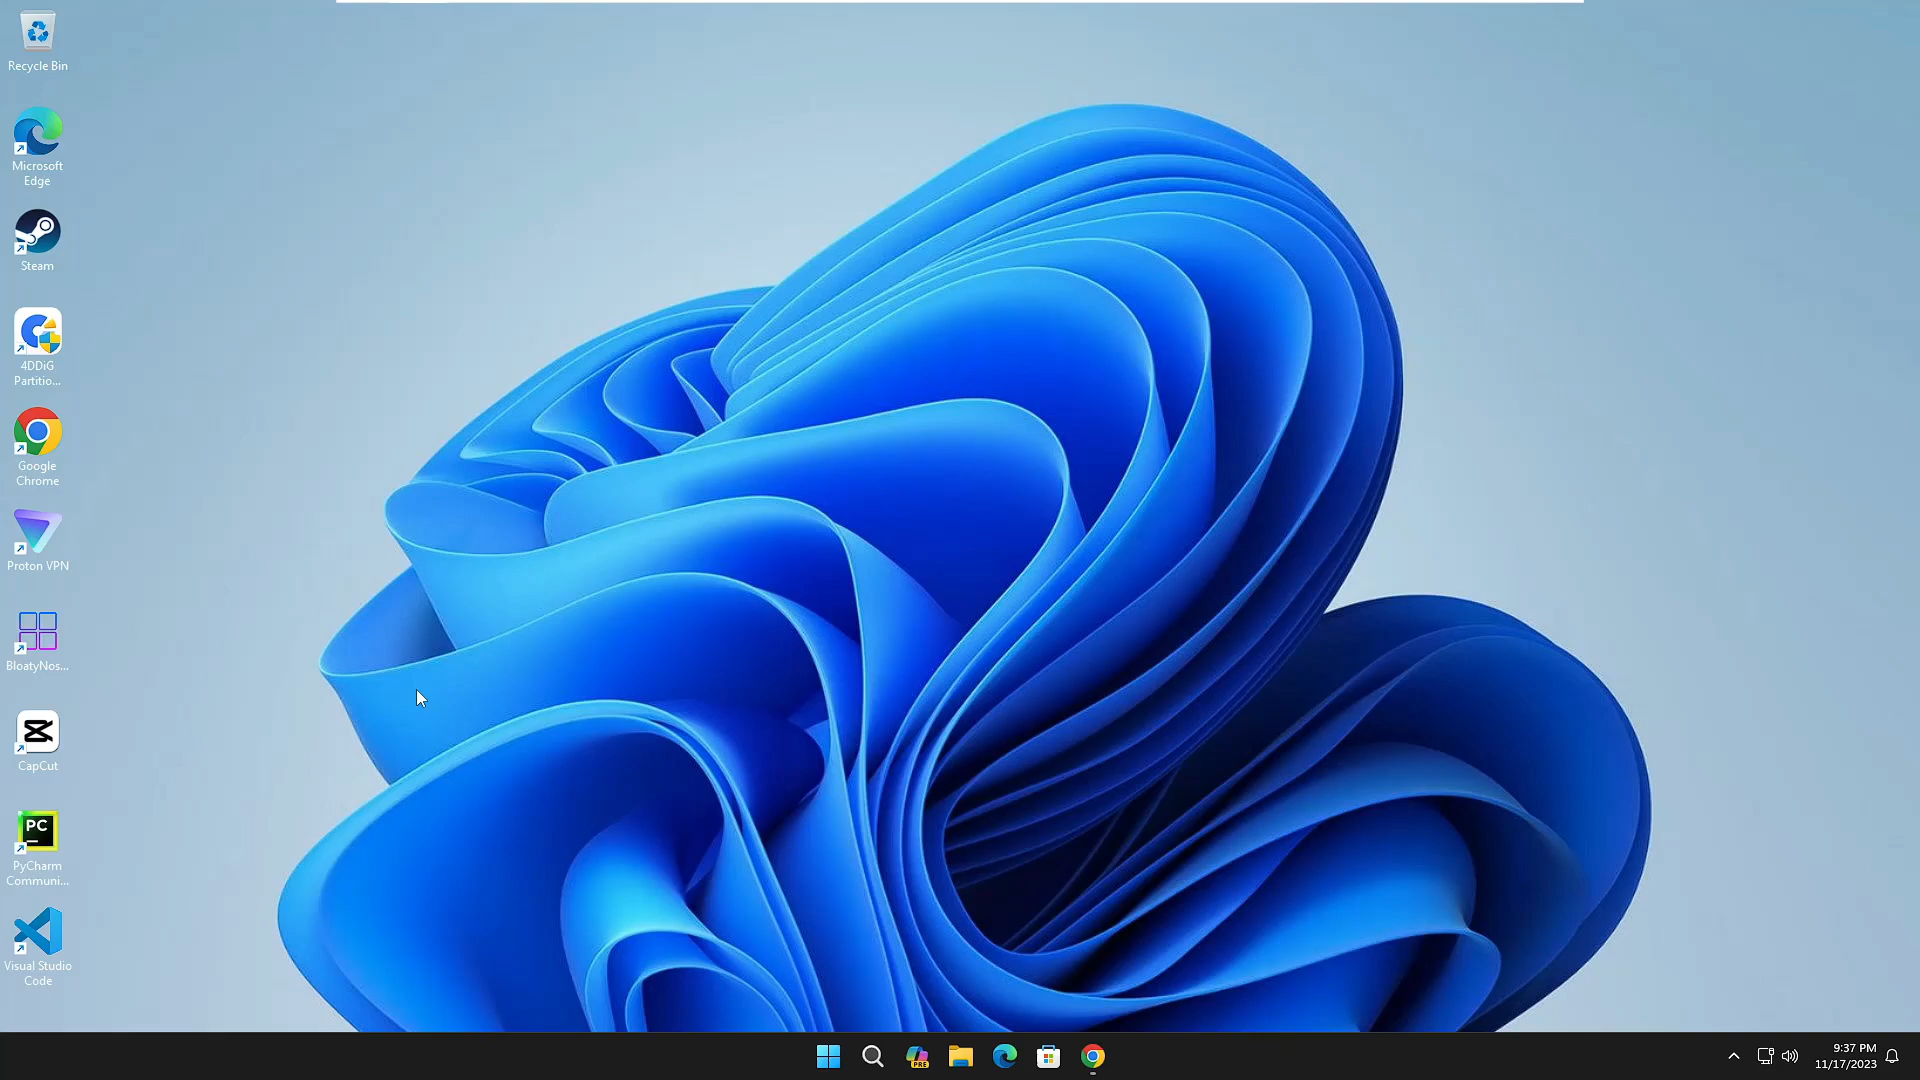 Recycle Bin
Microsoft
Edge
Steam
4DDiG
Partitio...
Google
Chrome
Proton VPN
BloatyNos...
CapCut
PC
PyCharm
Communi...
Visual Studio
Code
PRE
9:37 PM
11/17/2023